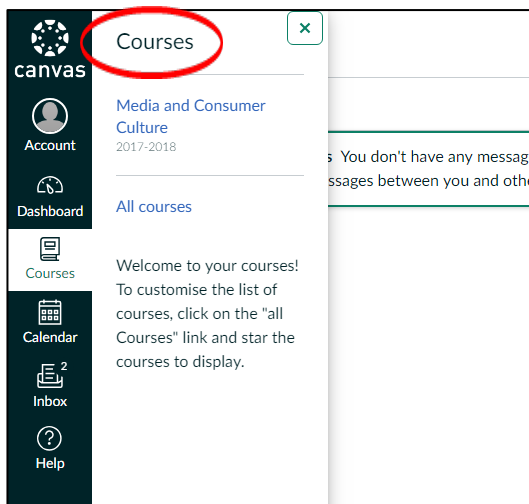 canvas
Account
Dashboard
Courses
Calendar
2
Inbox
Help
Courses
×
Media and Consumer
Culture
2017-2018
All courses
Welcome to your courses!
To customise the list of
courses, click on the "all
Courses" link and star the
courses to display.
s You don't have any messag
ssages between you and othe